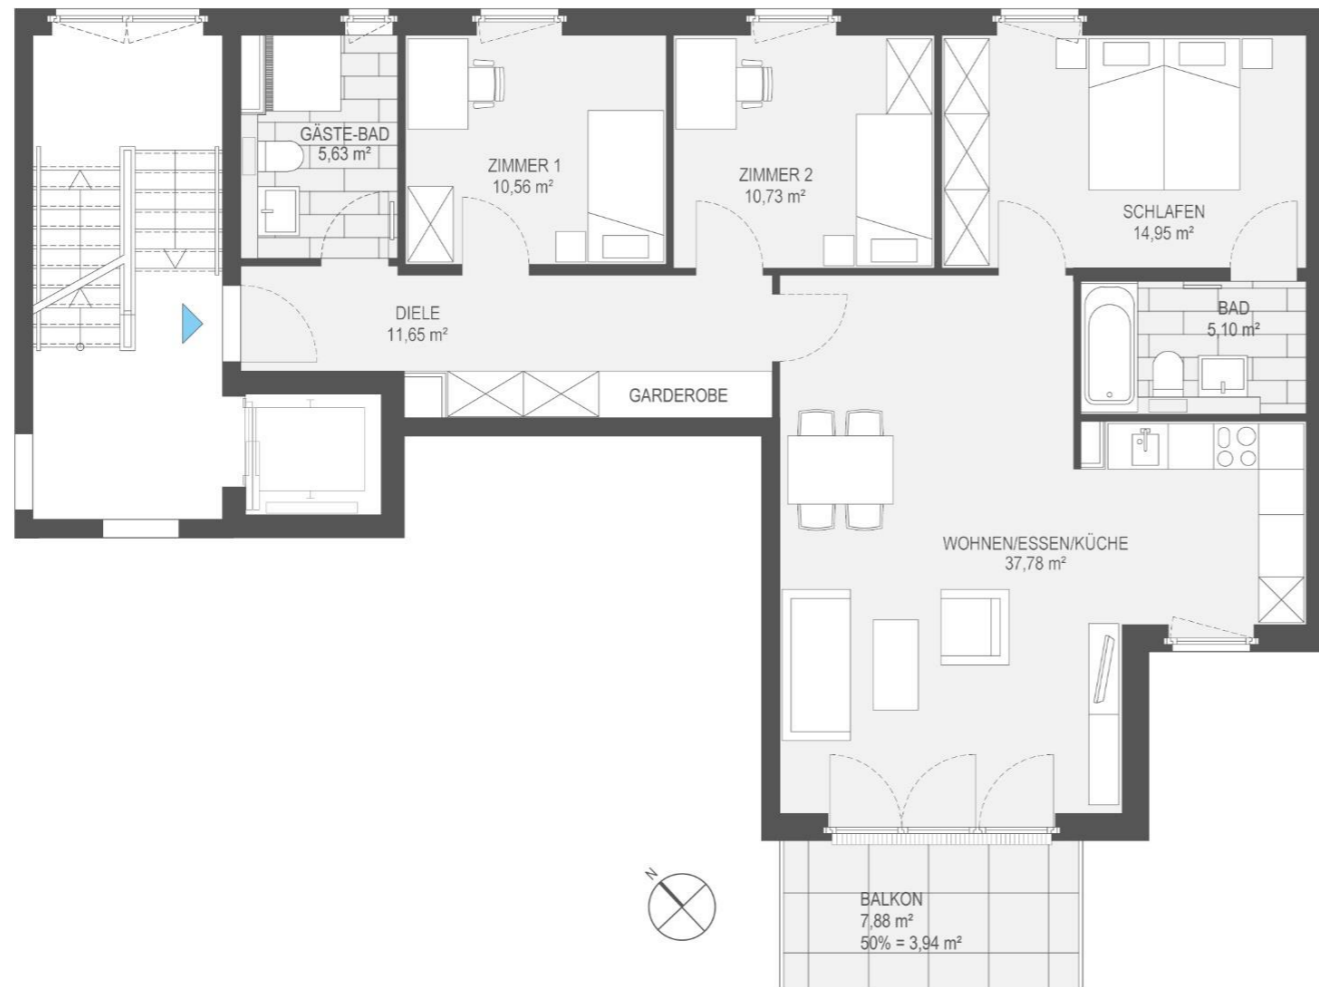 GÄSTE-BAD
5,63 m²
ZIMMER 1
10,56 m²
ZIMMER 2
10,73 m²
SCHLAFEN
14,95 m²
DIELE
11,65 m²
BAD
5,10 m²
GARDEROBE
WOHNEN/ESSEN/KÜCHE
37,78 m²
N
BALKON
7,88 m²
50% = 3,94 m²